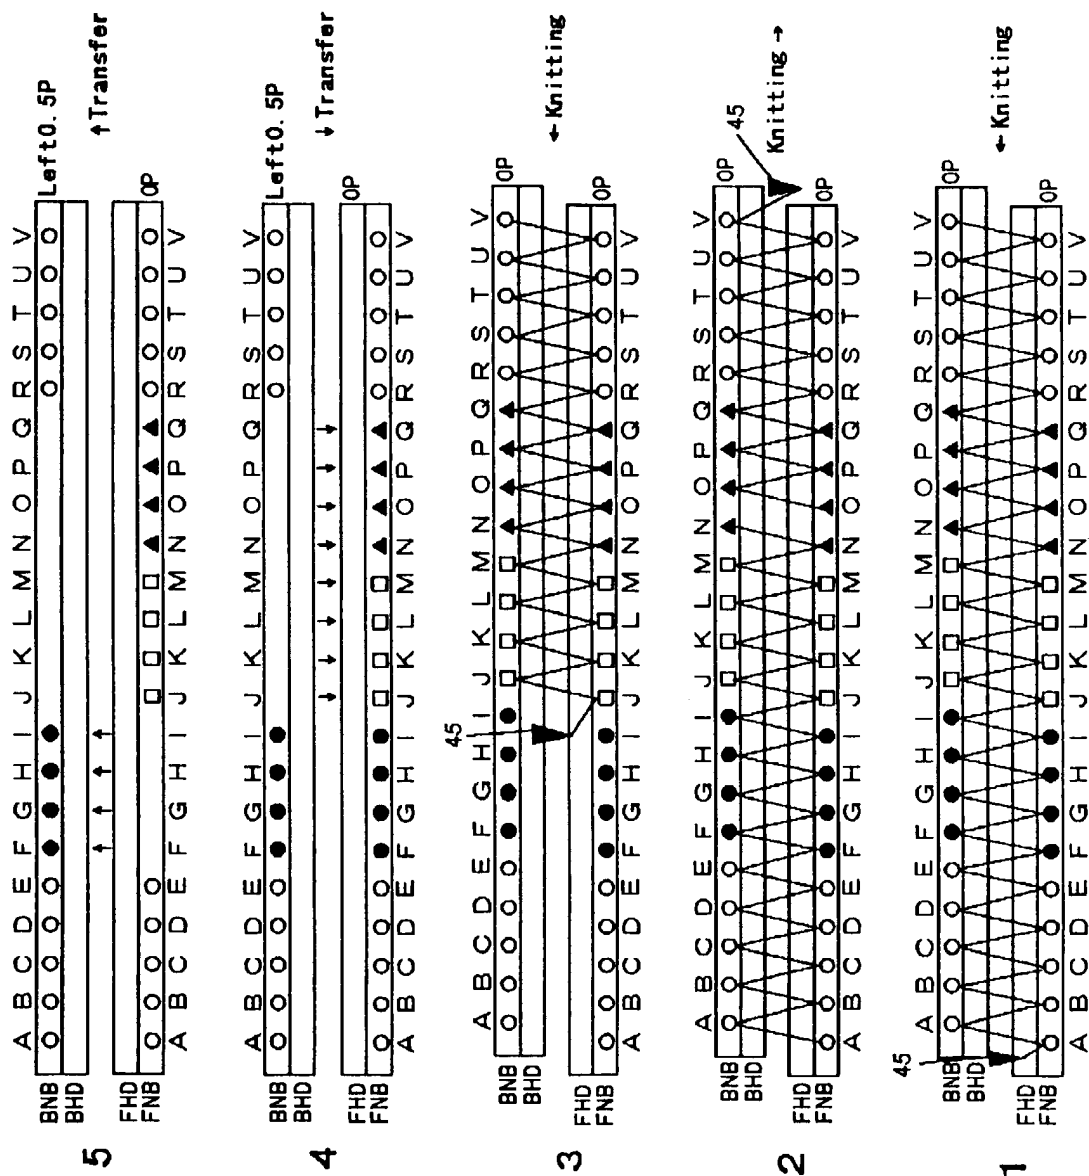 A B C D E F G H I J K L M N O P Q R S T U V
BNB Left0.5P
BHD
5 ↑Transfer
FHD
FNB 0P
A B C D E F G H I J K L M N O P Q R S T U V
A B C D E F G H I J K L M N O P Q R S T U V
BNB Left0.5P
BHD
4 ↓Transfer
FHD 0P
FNB
A B C D E F G H I J K L M N O P Q R S T U V
45
A B C D E F G H I J K L M N O P Q R S T U V
BNB 0P
BHD
3 ←Knitting
FHD
FNB 0P
A B C D E F G H I J K L M N O P Q R S T U V
A B C D E F G H I J K L M N O P Q R S T U V
BNB 0P 45
BHD
2 Knitting→
FHD
FNB 0P
A B C D E F G H I J K L M N O P Q R S T U V
45
A B C D E F G H I J K L M N O P Q R S T U V
BNB 0P
BHD
1 ←Knitting
FHD
FNB 0P
A B C D E F G H I J K L M N O P Q R S T U V